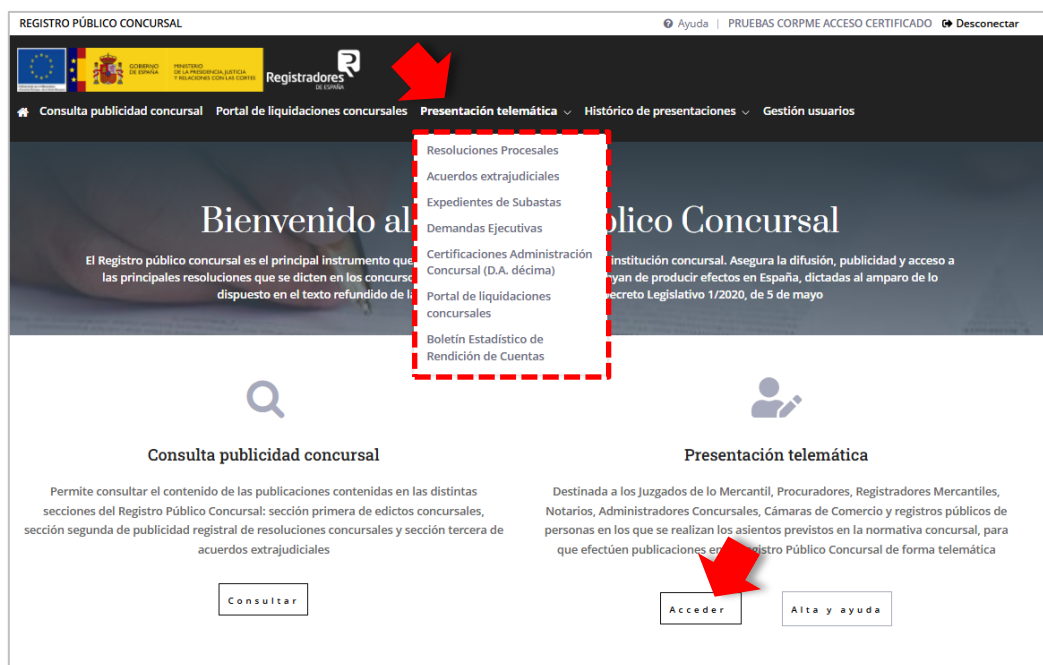 REGISTRO PÚBLICO CONCURSAL
Ayuda | PRUEBAS CORPME ACCESO CERTIFICADO Desconectar
GOBIERNO
DE ESPAÑA
MINISTERIO
DE LA PRESIDENCIA, JUSTICIA
Y RELACIONES CON LAS CORTES
Registradores
DE ESPAÑA
Consulta publicidad concursal Portal de liquidaciones concursales Presentación telemática Histórico de presentaciones Gestión usuarios
Resoluciones Procesales
Acuerdos extrajudiciales
Expedientes de Subastas
Demandas Ejecutivas
Certificaciones Administración
Concursal (D.A. décima)
Portal de liquidaciones
concursales
Boletín Estadístico de
Rendición de Cuentas
Bienvenido al blico Concursal
El Registro público concursal es el principal instrumento que institución concursal. Asegura la difusión, publicidad y acceso a
las principales resoluciones que se dicten en los concurso yan de producir efectos en España, dictadas al amparo de lo
dispuesto en el texto refundido de l ecreto Legislativo 1/2020, de 5 de mayo
Consulta publicidad concursal
Permite consultar el contenido de las publicaciones contenidas en las distintas
secciones del Registro Público Concursal: sección primera de edictos concursales,
sección segunda de publicidad registral de resoluciones concursales y sección tercera de
acuerdos extrajudiciales
Consultar
Presentación telemática
Destinada a los Juzgados de lo Mercantil, Procuradores, Registradores Mercantiles,
Notarios, Administradores Concursales, Cámaras de Comercio y registros públicos de
personas en los que se realizan los asientos previstos en la normativa concursal, para
que efectúen publicaciones en gistro Público Concursal de forma telemática
Acceder
Alta y ayuda